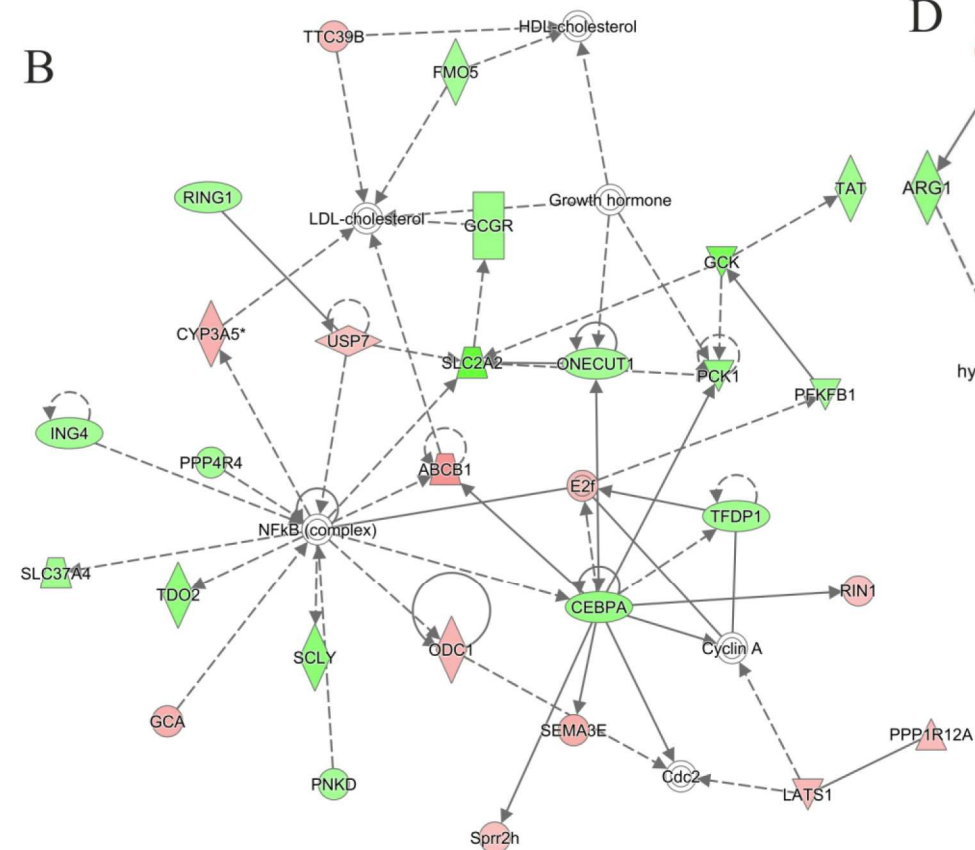 B
D
TTC39B
HDL-cholesterol
FMO5
RING1
LDL-cholesterol
GCGR
Growth hormone
TAT
ARG1
GCK
CYP3A5*
USP7
SLC2A2
ONECUT1
PCK1
PFKFB1
hy
ING4
PPP4R4
ABCB1
E2f
TFDP1
NFkB (complex)
SLC37A4
TDO2
CEBPA
RIN1
SCLY
ODC1
Cyclin A
GCA
SEMA3E
PPP1R12A
PNKD
Cdc2
LATS1
Sprr2h